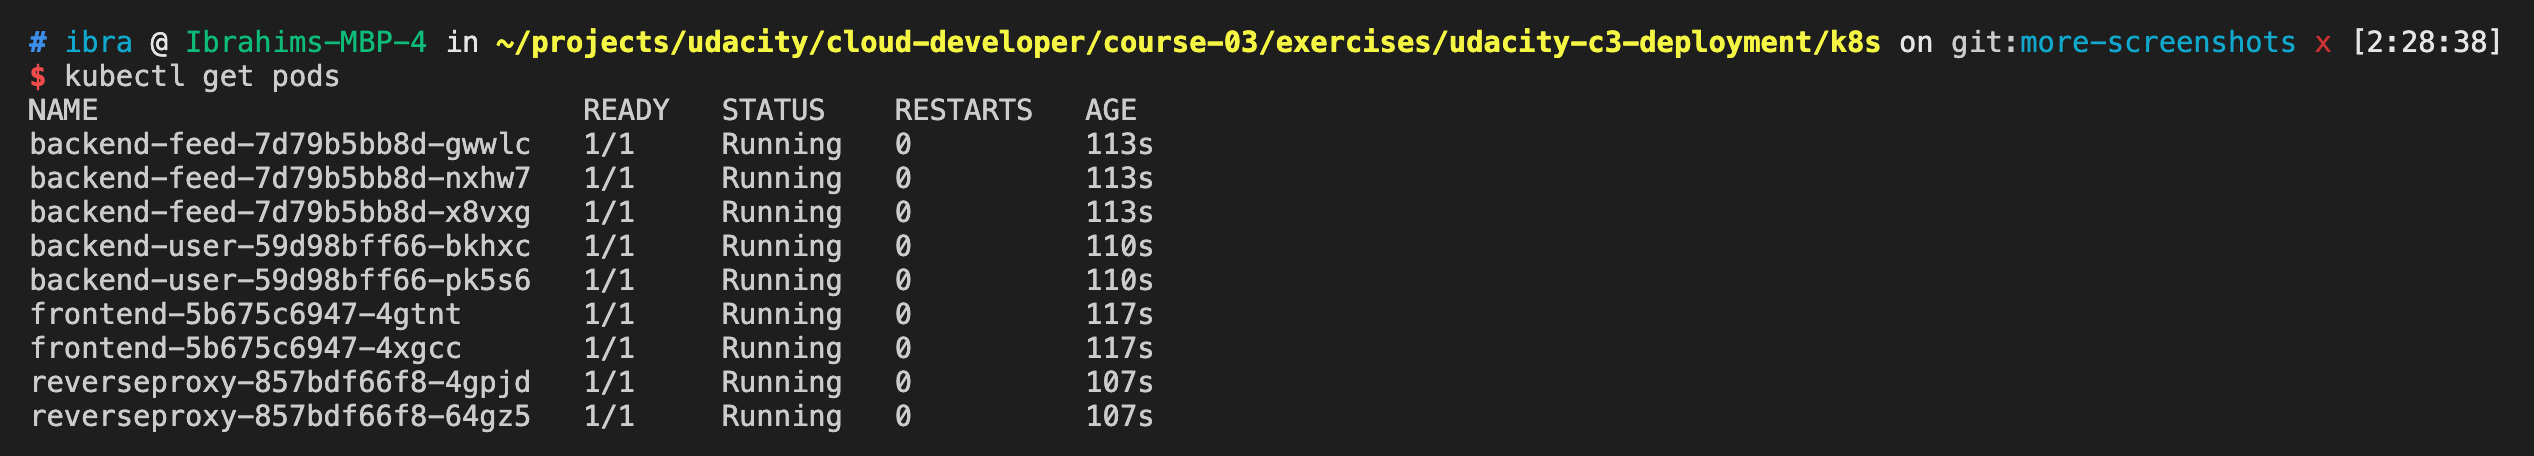 # ibra @ Ibrahims-MBP-4 in ~/projects/udacity/cloud-developer/course-03/exercises/udacity-c3-deployment/k8s on git:more-screenshots x [2:28:38]
$ kubectl get pods
NAME                            READY   STATUS    RESTARTS   AGE
backend-feed-7d79b5bb8d-gwwlc   1/1     Running   0          113s
backend-feed-7d79b5bb8d-nxhw7   1/1     Running   0          113s
backend-feed-7d79b5bb8d-x8vxg   1/1     Running   0          113s
backend-user-59d98bff66-bkhxc   1/1     Running   0          110s
backend-user-59d98bff66-pk5s6   1/1     Running   0          110s
frontend-5b675c6947-4gtnt       1/1     Running   0          117s
frontend-5b675c6947-4xgcc       1/1     Running   0          117s
reverseproxy-857bdf66f8-4gpjd   1/1     Running   0          107s
reverseproxy-857bdf66f8-64gz5   1/1     Running   0          107s